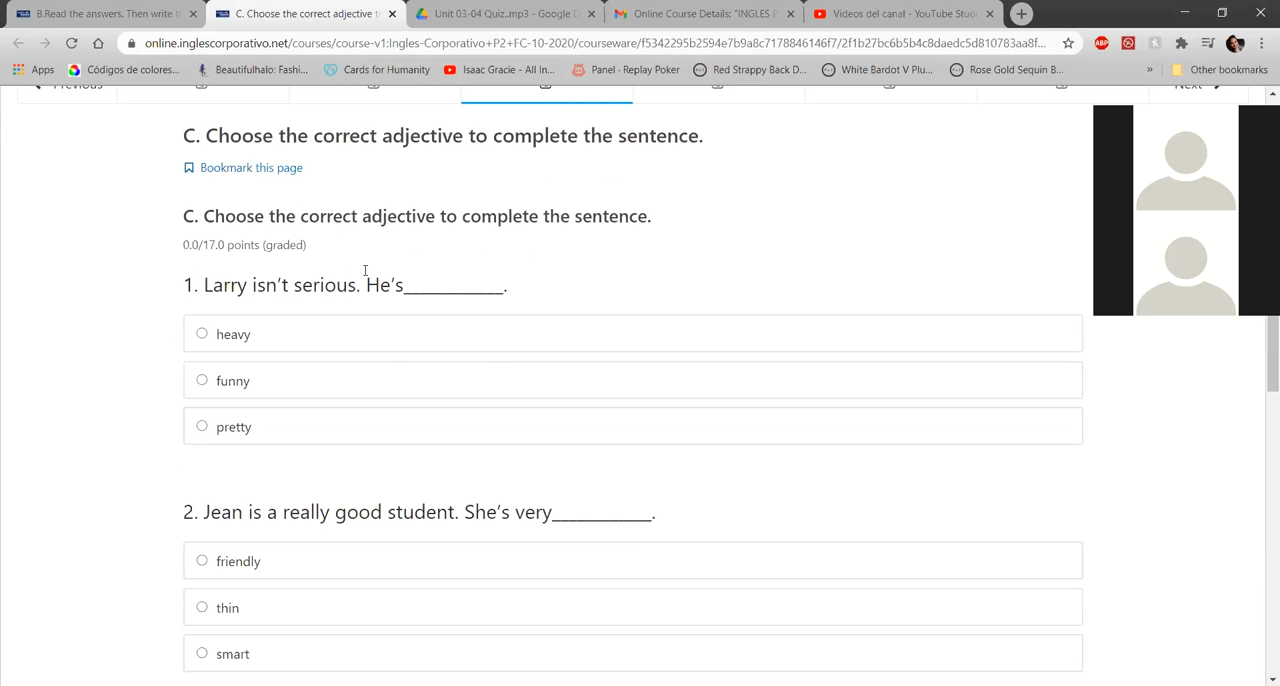 B.Read the answers. Then write t
C. Choose the correct adjective t
Unit 03-04 Quiz..mp3 - Google D
Online Course Details: "INGLES P
Videos del canal - YouTube Stud
online.inglescorporativo.net/courses/course-v1:Ingles-Corporativo+P2+FC-10-2020/courseware/f5342295b2594e7b9a8c7178846146f7/2f1b27bc6b5b4c8daedc5d810783aa8f...
ABP
Apps
Códigos de colores...
Beautifulhalo: Fashi...
Cards for Humanity
Isaac Gracie - All In...
Panel · Replay Poker
Red Strappy Back D...
White Bardot V Plu...
Rose Gold Sequin B...
»
Other bookmarks
Previous
Next
C. Choose the correct adjective to complete the sentence.
Bookmark this page
C. Choose the correct adjective to complete the sentence.
0.0/17.0 points (graded)
1. Larry isn’t serious. He’s___________.
heavy
funny
pretty
2. Jean is a really good student. She’s very___________.
friendly
thin
smart